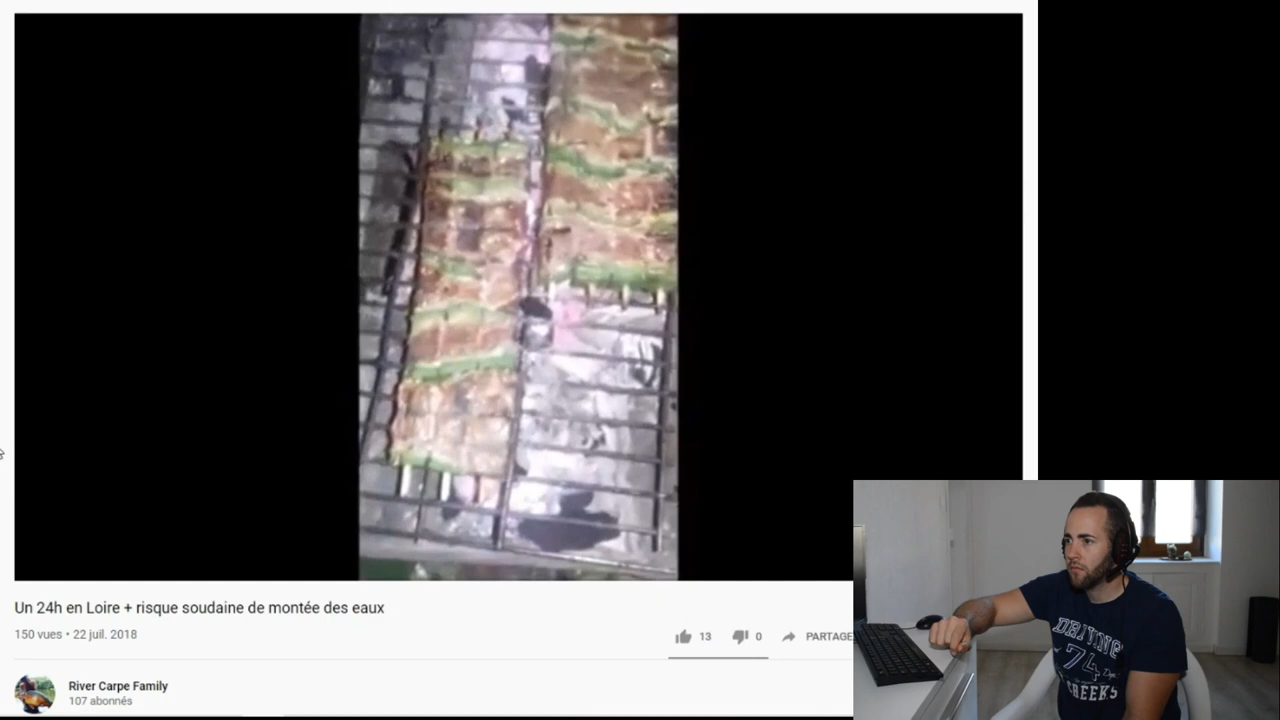 Un 24h en Loire + risque soudaine de montée des eaux
150 vues • 22 juil. 2018
13
0
PARTAGE
River Carpe Family
107 abonnés
DRIVING
74
CREEKS